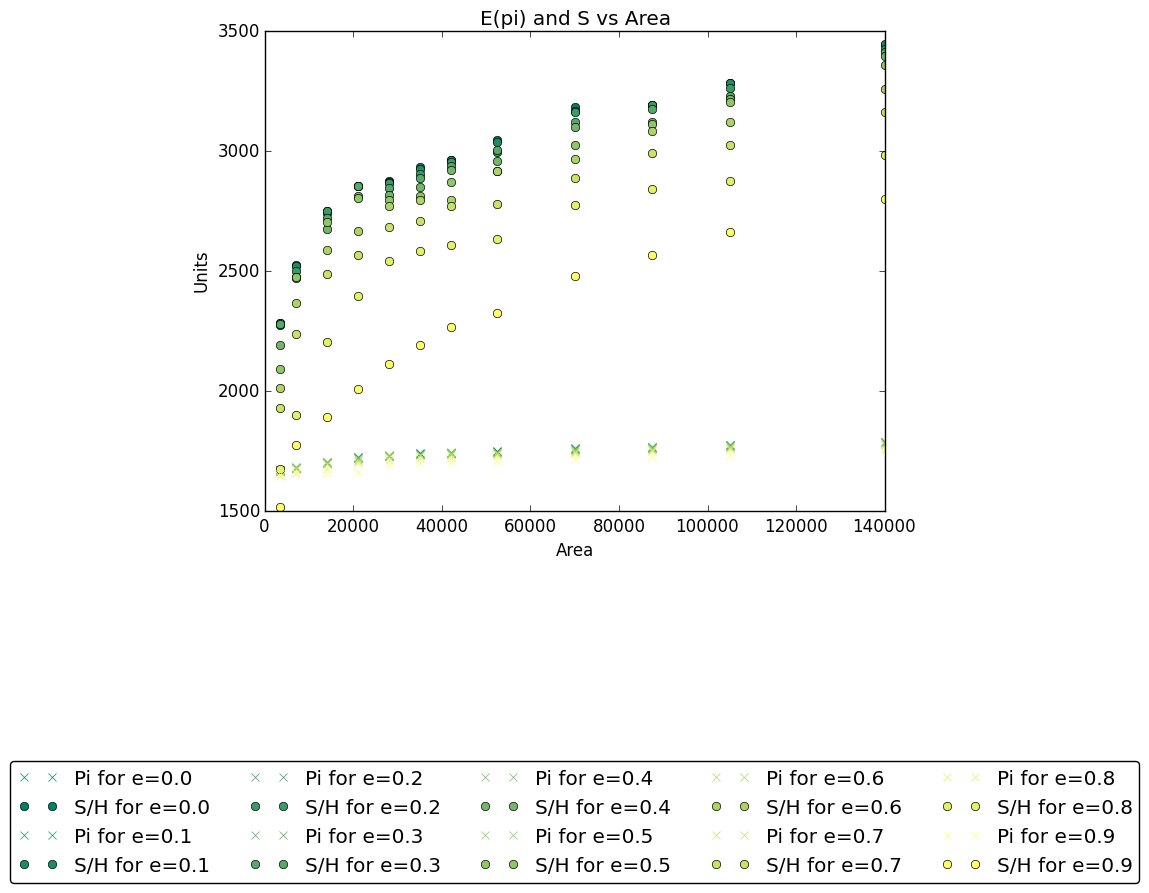 E(pi) and S vs Area
3500
3000
2500
2000
1500
Units
0 20000 40000 60000 80000 100000 120000 140000
Area
Pi for e=0.0 Pi for e=0.2 Pi for e=0.4 Pi for e=0.6 Pi for e=0.8
S/H for e=0.0 S/H for e=0.2 S/H for e=0.4 S/H for e=0.6 S/H for e=0.8
Pi for e=0.1 Pi for e=0.3 Pi for e=0.5 Pi for e=0.7 Pi for e=0.9
S/H for e=0.1 S/H for e=0.3 S/H for e=0.5 S/H for e=0.7 S/H for e=0.9